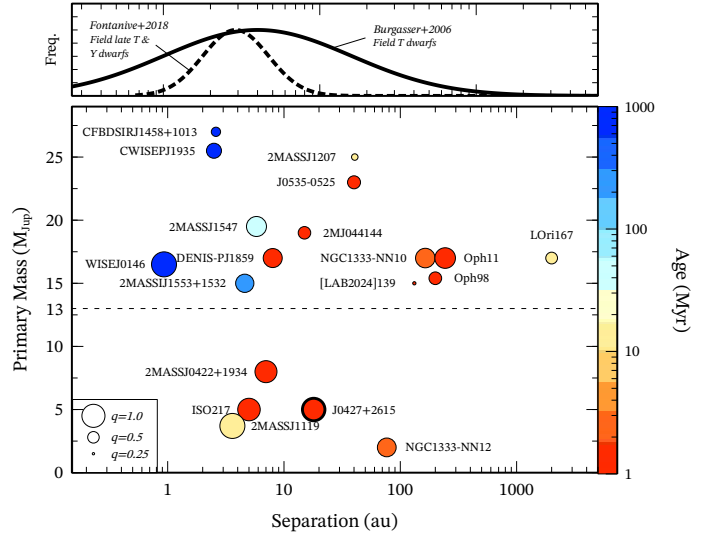 Fontanive+2018
Field late T &
Y dwarfs
Burgasser+2006
Field T dwarfs
Freq.
CFBDSIRJ1458+1013
CWISEPJ1935
2MASSJ1207
J0535-0525
2MASSJ1547
2MJ044144
LOri167
WISEJ0146
DENIS-PJ1859
NGC1333-NN10
Oph11
2MASSIJ1553+1532
[LAB2024]139
Oph98
2MASSJ0422+1934
ISO217
J0427+2615
2MASSJ1119
NGC1333-NN12
q=1.0
q=0.5
q=0.25
25
20
15
13
10
5
0
Primary Mass (MJup)
1
10
100
1000
Separation (au)
1000
100
10
1
Age (Myr)